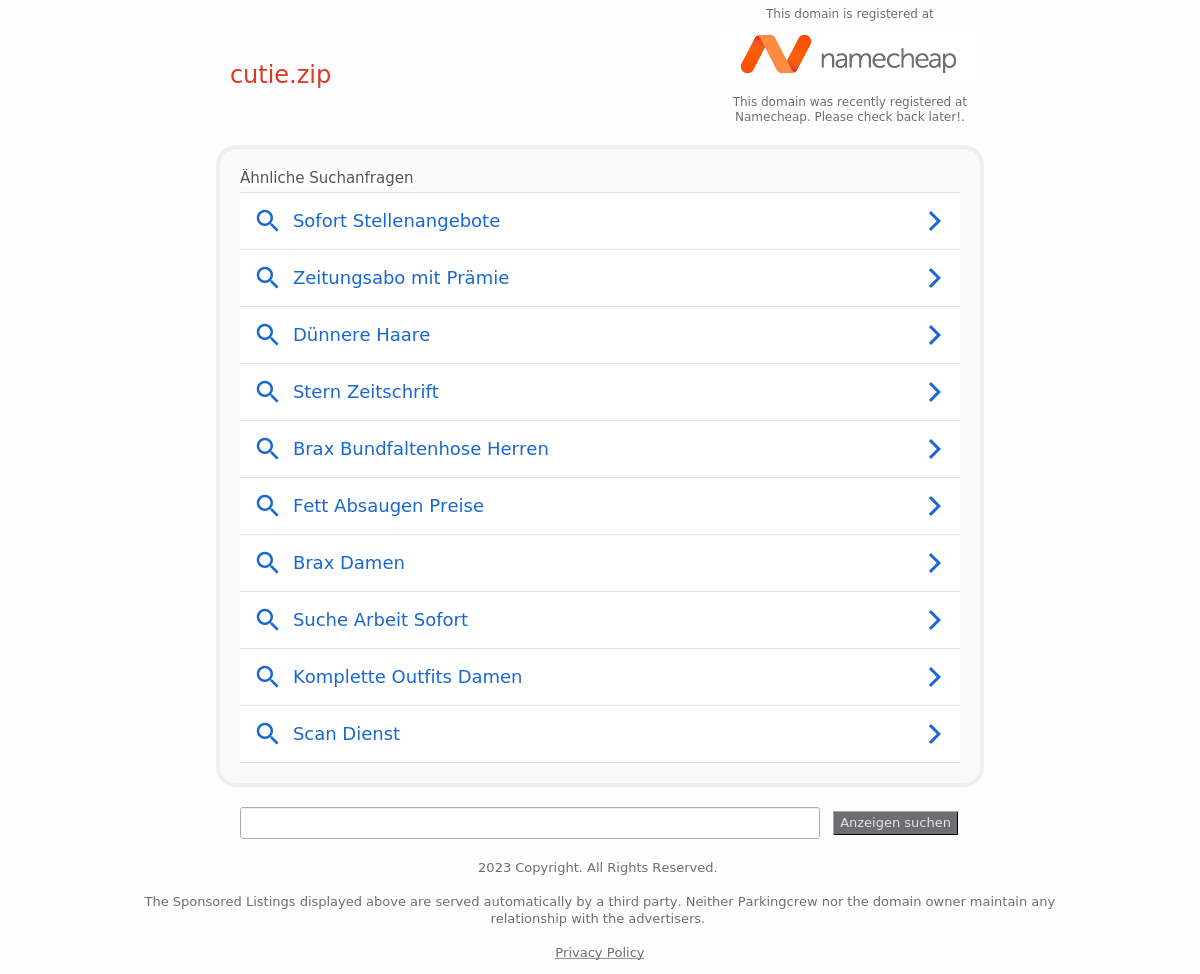 This domain is registered at
namecheap
cutie.zip
This domain was recently registered at
Namecheap. Please check back later!.
Ähnliche Suchanfragen
Sofort Stellenangebote
Zeitungsabo mit Prämie
Dünnere Haare
Stern Zeitschrift
Brax Bundfaltenhose Herren
Fett Absaugen Preise
Brax Damen
Suche Arbeit Sofort
Komplette Outfits Damen
Scan Dienst
Anzeigen suchen
2023 Copyright. All Rights Reserved.
The Sponsored Listings displayed above are served automatically by a third party. Neither Parkingcrew nor the domain owner maintain any
relationship with the advertisers.
Privacy Policy